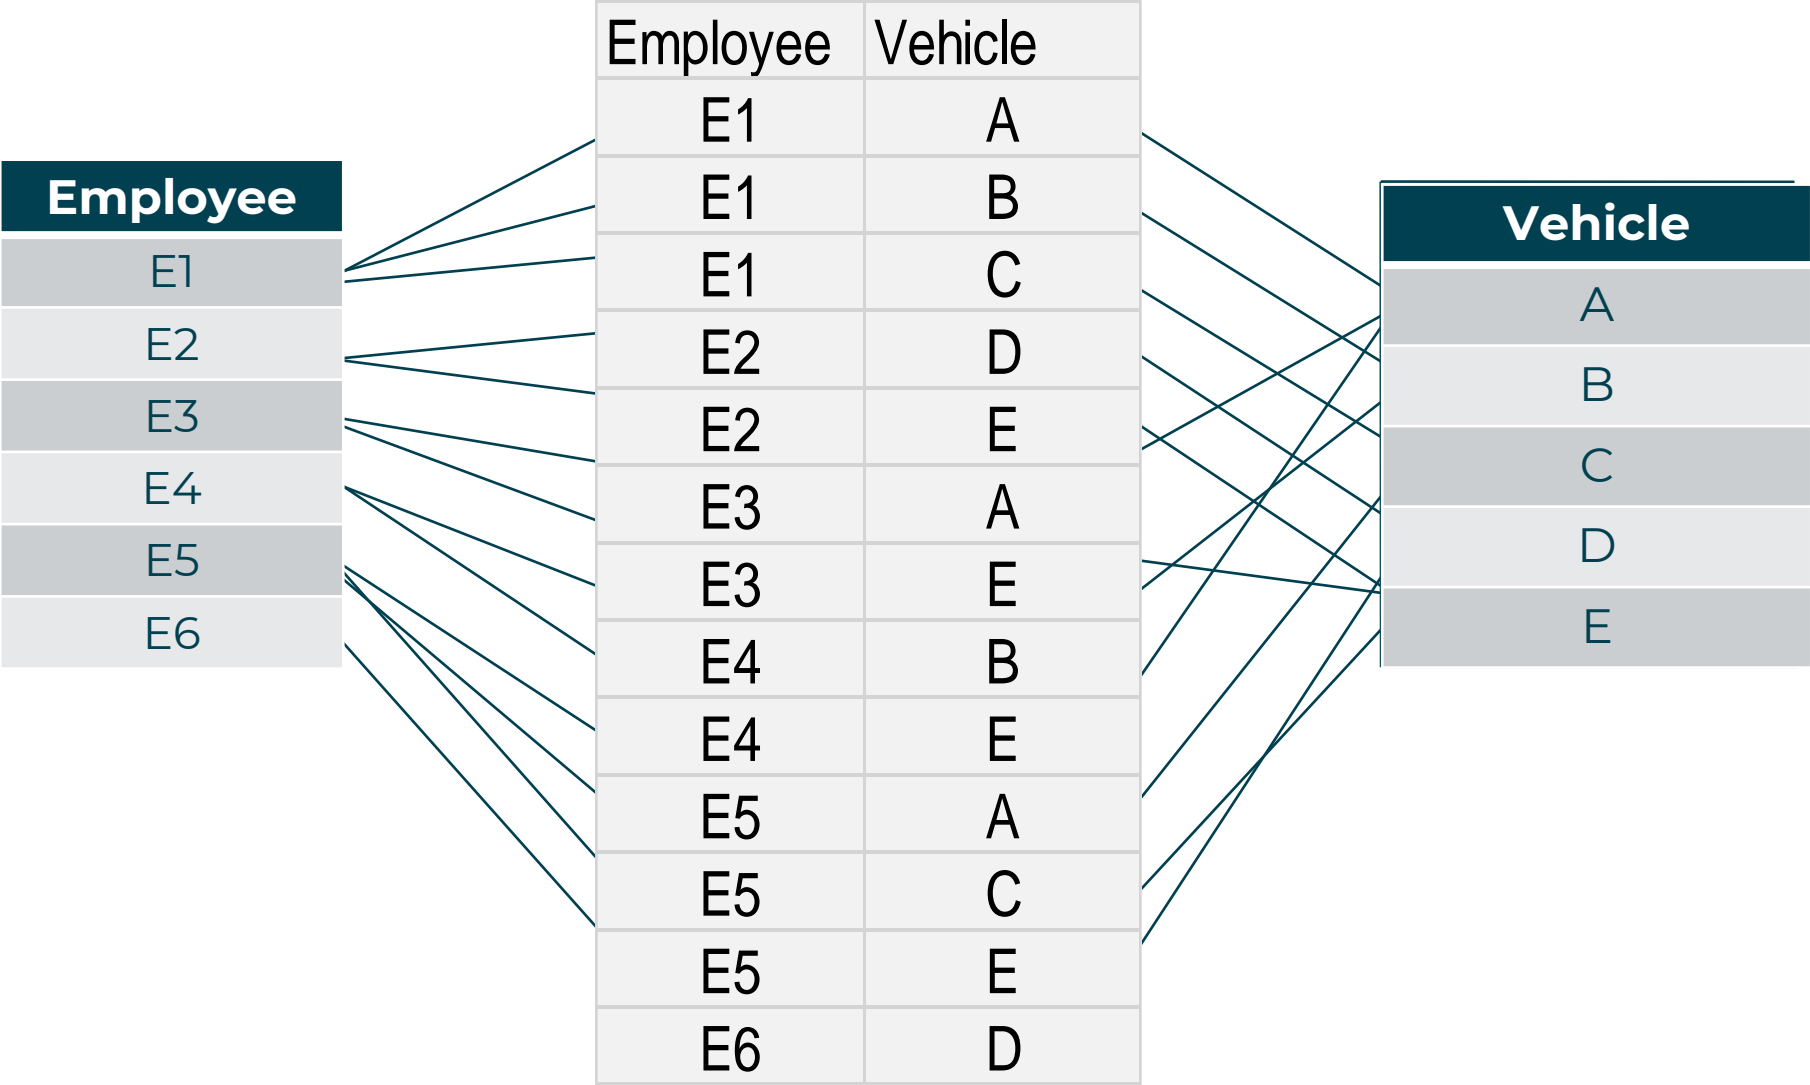 Employee
E1
E2
E3
E4
E5
E6
Employee Vehicle
E1 A
E1 B
E1 C
E2 D
E2 E
E3 A
E3 E
E4 B
E4 E
E5 A
E5 C
E5 E
E6 D
Vehicle
A
B
C
D
E